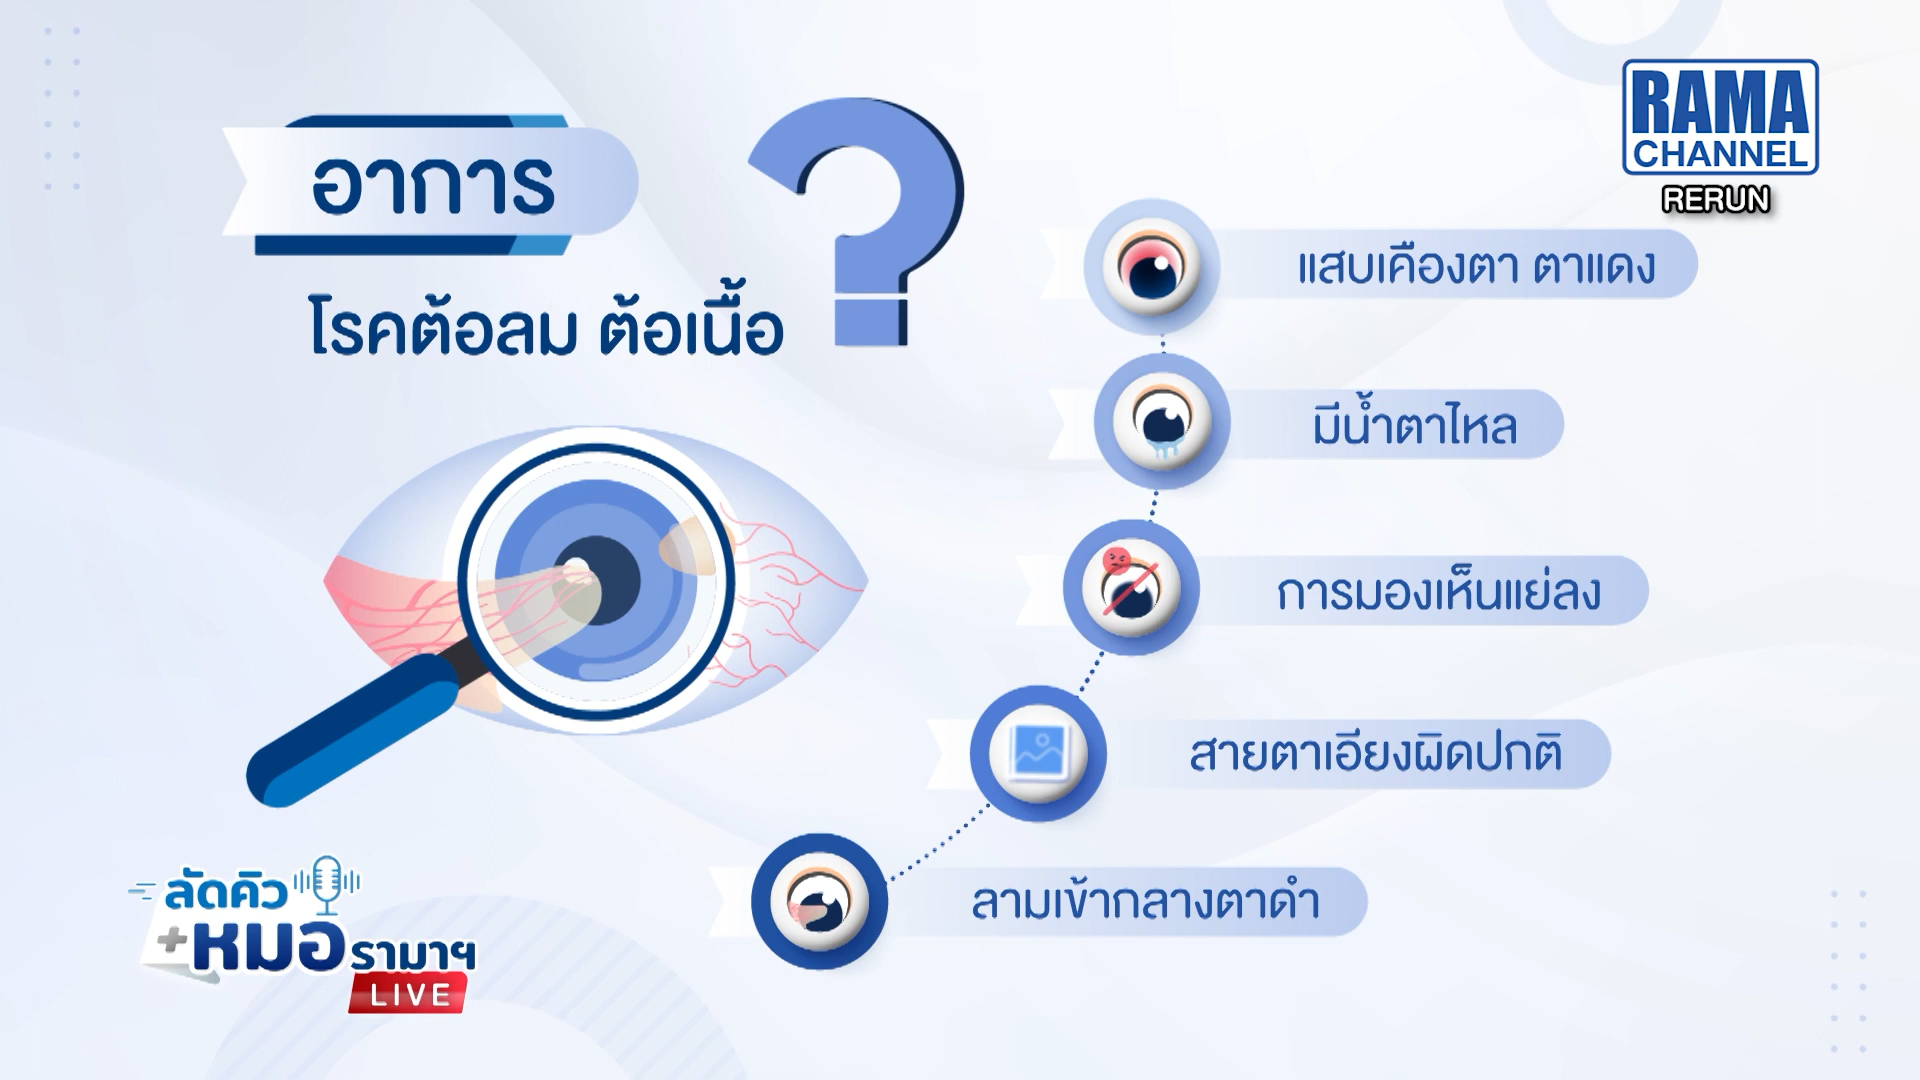 อาการ
โรคต้อลม ต้อเนื้อ
RAMA
CHANNEL
RERUN
แสบเคืองตา ตาแดง
มีน้ำตาไหล
การมองเห็นแย่ลง
สายตาเอียงผิดปกติ
ลามเข้ากลางตาดำ
ลัดคิว
+หมอรามาฯ
LIVE